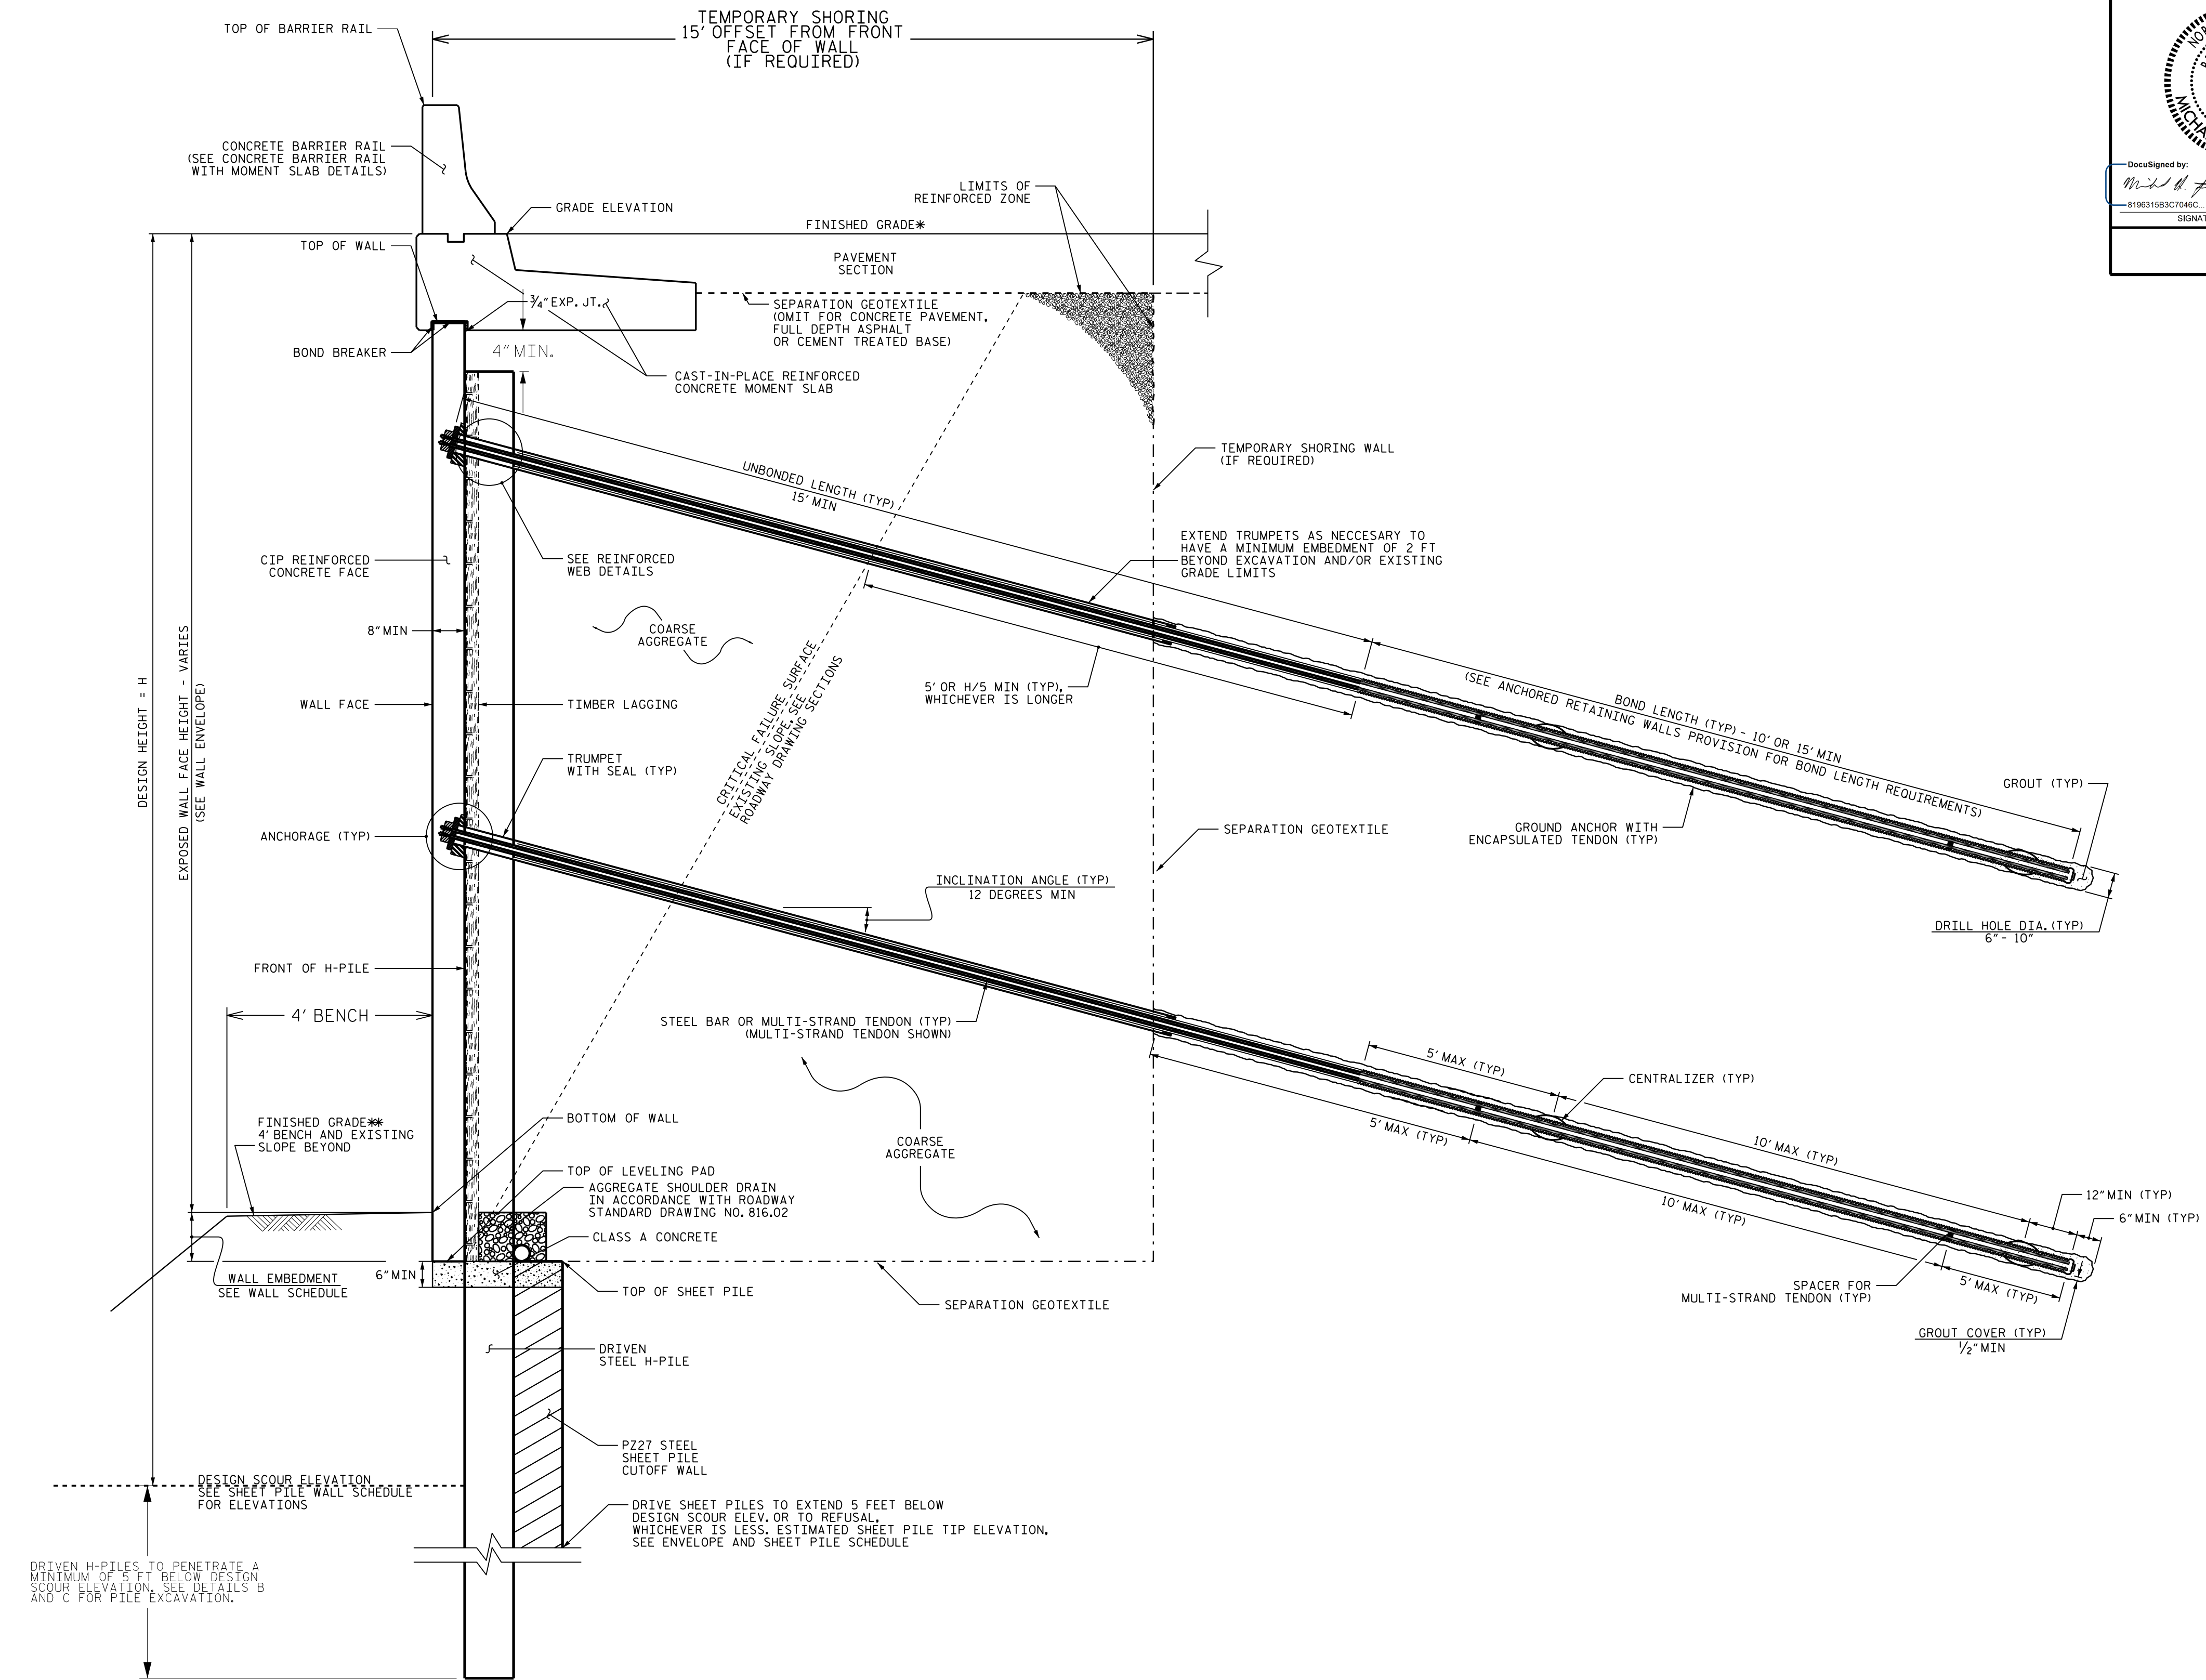 TEMPORARY SHORING
15' OFFSET FROM FRONT
FACE OF WALL
(IF REQUIRED)
TOP OF BARRIER RAIL
CONCRETE BARRIER RAIL
(SEE CONCRETE BARRIER RAIL
WITH MOMENT SLAB DETAILS)
DocuSigned by:
8196315B3C7046C...
LIMITS OF
REINFORCED ZONE
GRADE ELEVATION
FINISHED GRADE*
TOP OF WALL
PAVEMENT
SECTION
3/4" EXP. JT.
SEPARATION GEOTEXTILE
(OMIT FOR CONCRETE PAVEMENT,
FULL DEPTH ASPHALT
OR CEMENT TREATED BASE)
BOND BREAKER
4" MIN.
CAST-IN-PLACE REINFORCED
CONCRETE MOMENT SLAB
TEMPORARY SHORING WALL
(IF REQUIRED)
UNBONDED LENGTH (TYP)
15' MIN
CIP REINFORCED
CONCRETE FACE
SEE REINFORCED
WEB DETAILS
EXTEND TRUMPETS AS NECCESARY TO
HAVE A MINIMUM EMBEDMENT OF 2 FT
BEYOND EXCAVATION AND/OR EXISTING
GRADE LIMITS
8" MIN
COARSE
AGGREGATE
DESIGN HEIGHT = H
EXPOSED WALL FACE HEIGHT - VARIES
(SEE WALL ENVELOPE)
WALL FACE
TIMBER LAGGING
CRITICAL FAILURE SURFACE
EXISTING SLOPE, SEE
ROADWAY DRAWING SECTIONS
5' OR H/5 MIN (TYP),
WHICHEVER IS LONGER
BOND LENGTH (TYP) - 10' OR 15' MIN
(SEE ANCHORED RETAINING WALLS PROVISION FOR BOND LENGTH REQUIREMENTS)
TRUMPET
WITH SEAL (TYP)
GROUT (TYP)
ANCHORAGE (TYP)
SEPARATION GEOTEXTILE
GROUND ANCHOR WITH
ENCAPSULATED TENDON (TYP)
INCLINATION ANGLE (TYP)
12 DEGREES MIN
DRILL HOLE DIA. (TYP)
6" - 10"
FRONT OF H-PILE
4' BENCH
STEEL BAR OR MULTI-STRAND TENDON (TYP)
(MULTI-STRAND TENDON SHOWN)
5' MAX (TYP)
CENTRALIZER (TYP)
BOTTOM OF WALL
FINISHED GRADE**
4' BENCH AND EXISTING
SLOPE BEYOND
5' MAX (TYP)
10' MAX (TYP)
COARSE
AGGREGATE
TOP OF LEVELING PAD
AGGREGATE SHOULDER DRAIN
IN ACCORDANCE WITH ROADWAY
STANDARD DRAWING NO. 816.02
10' MAX (TYP)
12" MIN (TYP)
6" MIN (TYP)
CLASS A CONCRETE
WALL EMBEDMENT
SEE WALL SCHEDULE
6" MIN
TOP OF SHEET PILE
SEPARATION GEOTEXTILE
SPACER FOR
MULTI-STRAND TENDON (TYP)
5' MAX (TYP)
GROUT COVER (TYP)
1/2" MIN
DRIVEN
STEEL H-PILE
PZ27 STEEL
SHEET PILE
CUTOFF WALL
DESIGN SCOUR ELEVATION
SEE SHEET PILE WALL SCHEDULE
FOR ELEVATIONS
DRIVE SHEET PILES TO EXTEND 5 FEET BELOW
DESIGN SCOUR ELEV. OR TO REFUSAL,
WHICHEVER IS LESS. ESTIMATED SHEET PILE TIP ELEVATION,
SEE ENVELOPE AND SHEET PILE SCHEDULE
DRIVEN H-PILES TO PENETRATE A
MINIMUM OF 5 FT BELOW DESIGN
SCOUR ELEVATION. SEE DETAILS B
AND C FOR PILE EXCAVATION.